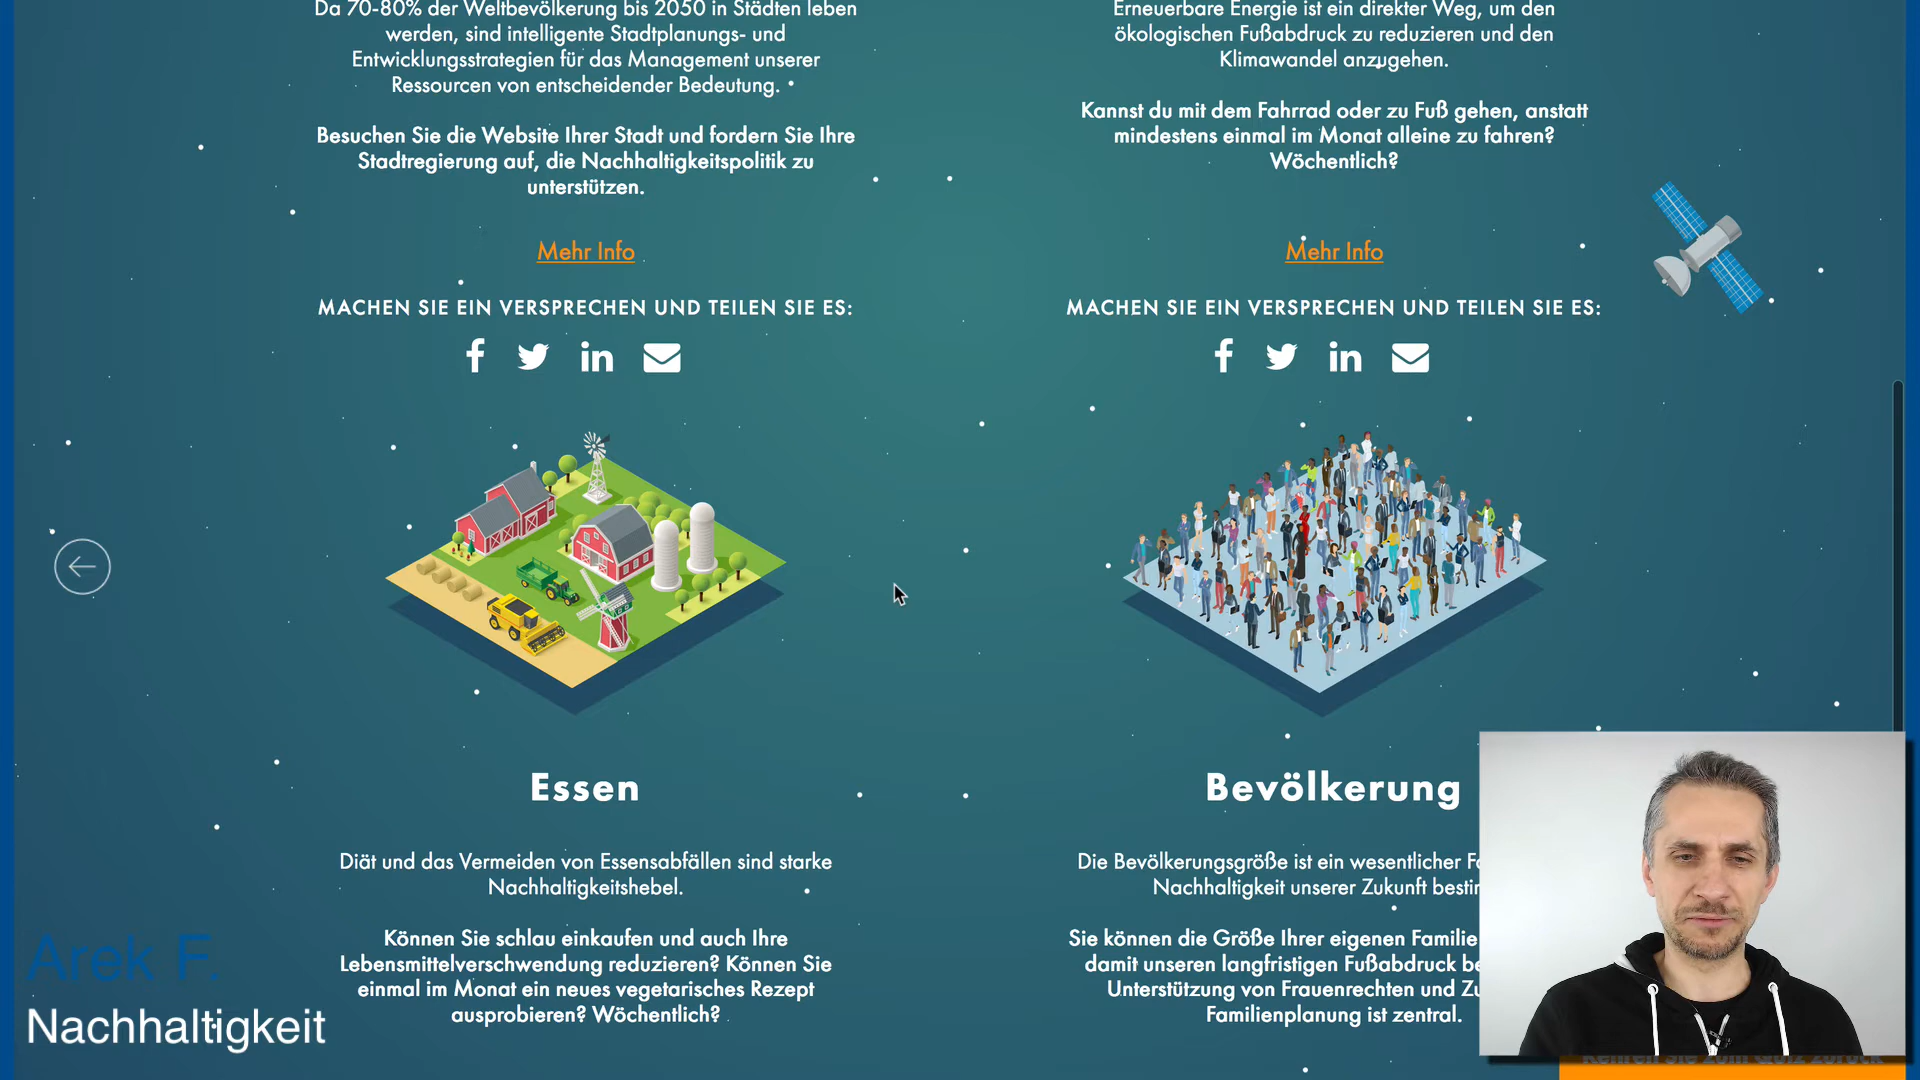 Da 70-80% der Weltbevölkerung bis 2050 in Städten leben
werden, sind intelligente Stadtplanungs- und
Entwicklungsstrategien für das Management unserer
Ressourcen von entscheidender Bedeutung.
Besuchen Sie die Website Ihrer Stadt und fordern Sie Ihre
Stadtregierung auf, die Nachhaltigkeitspolitik zu
unterstützen.
Mehr Info
MACHEN SIE EIN VERSPRECHEN UND TEILEN SIE ES:
Erneuerbare Energie ist ein direkter Weg, um den
ökologischen Fußabdruck zu reduzieren und den
Klimawandel anzugehen.
Kannst du mit dem Fahrrad oder zu Fuß gehen, anstatt
mindestens einmal im Monat alleine zu fahren?
Wöchentlich?
Mehr Info
MACHEN SIE EIN VERSPRECHEN UND TEILEN SIE ES:
Essen
Diät und das Vermeiden von Essensabfällen sind starke
Nachhaltigkeitshebel.
Können Sie schlau einkaufen und auch Ihre
Lebensmittelverschwendung reduzieren? Können Sie
einmal im Monat ein neues vegetarisches Rezept
ausprobieren? Wöchentlich?
Bevölkerung
Die Bevölkerungsgröße ist ein wesentlicher
Nachhaltigkeit unserer Zukunft
Sie können die Größe Ihrer eigenen
damit unseren langfristigen Fußabdruck
Unterstützung von Frauenrechten und
Familienplanung ist zentral.
Arek F.
Nachhaltigkeit